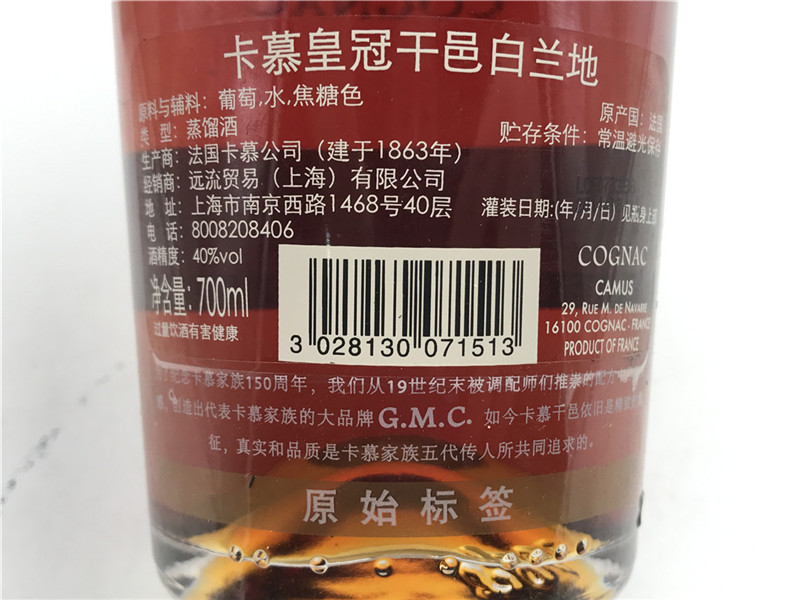 卡慕皇冠干邑白兰地
原料与辅料：葡萄,水,焦糖色
类 型：蒸馏酒
生产商：法国卡慕公司（建于1863年）
经销商：远流贸易（上海）有限公司
地 址：上海市南京西路1468号40层
电 话：8008206406
酒精度：40%vol
净含量：700ml
过量饮酒有害健康
原产国：法国
贮存条件：常温避光保存
灌装日期:(年/月/日) 见瓶身上部
COGNAC
CAMUS
29, RUE M. DE NAVARRE
16100 COGNAC - FRANCE
PRODUCT OF FRANCE
3 028130 071513
纪念卡慕家族150周年，我们从19世纪末被调配师们推崇的配方
创造出代表卡慕家族的大品牌G.M.C. 如今卡慕干邑依旧是
征，真实和品质是卡慕家族五代传人所共同追求的。
原始标签